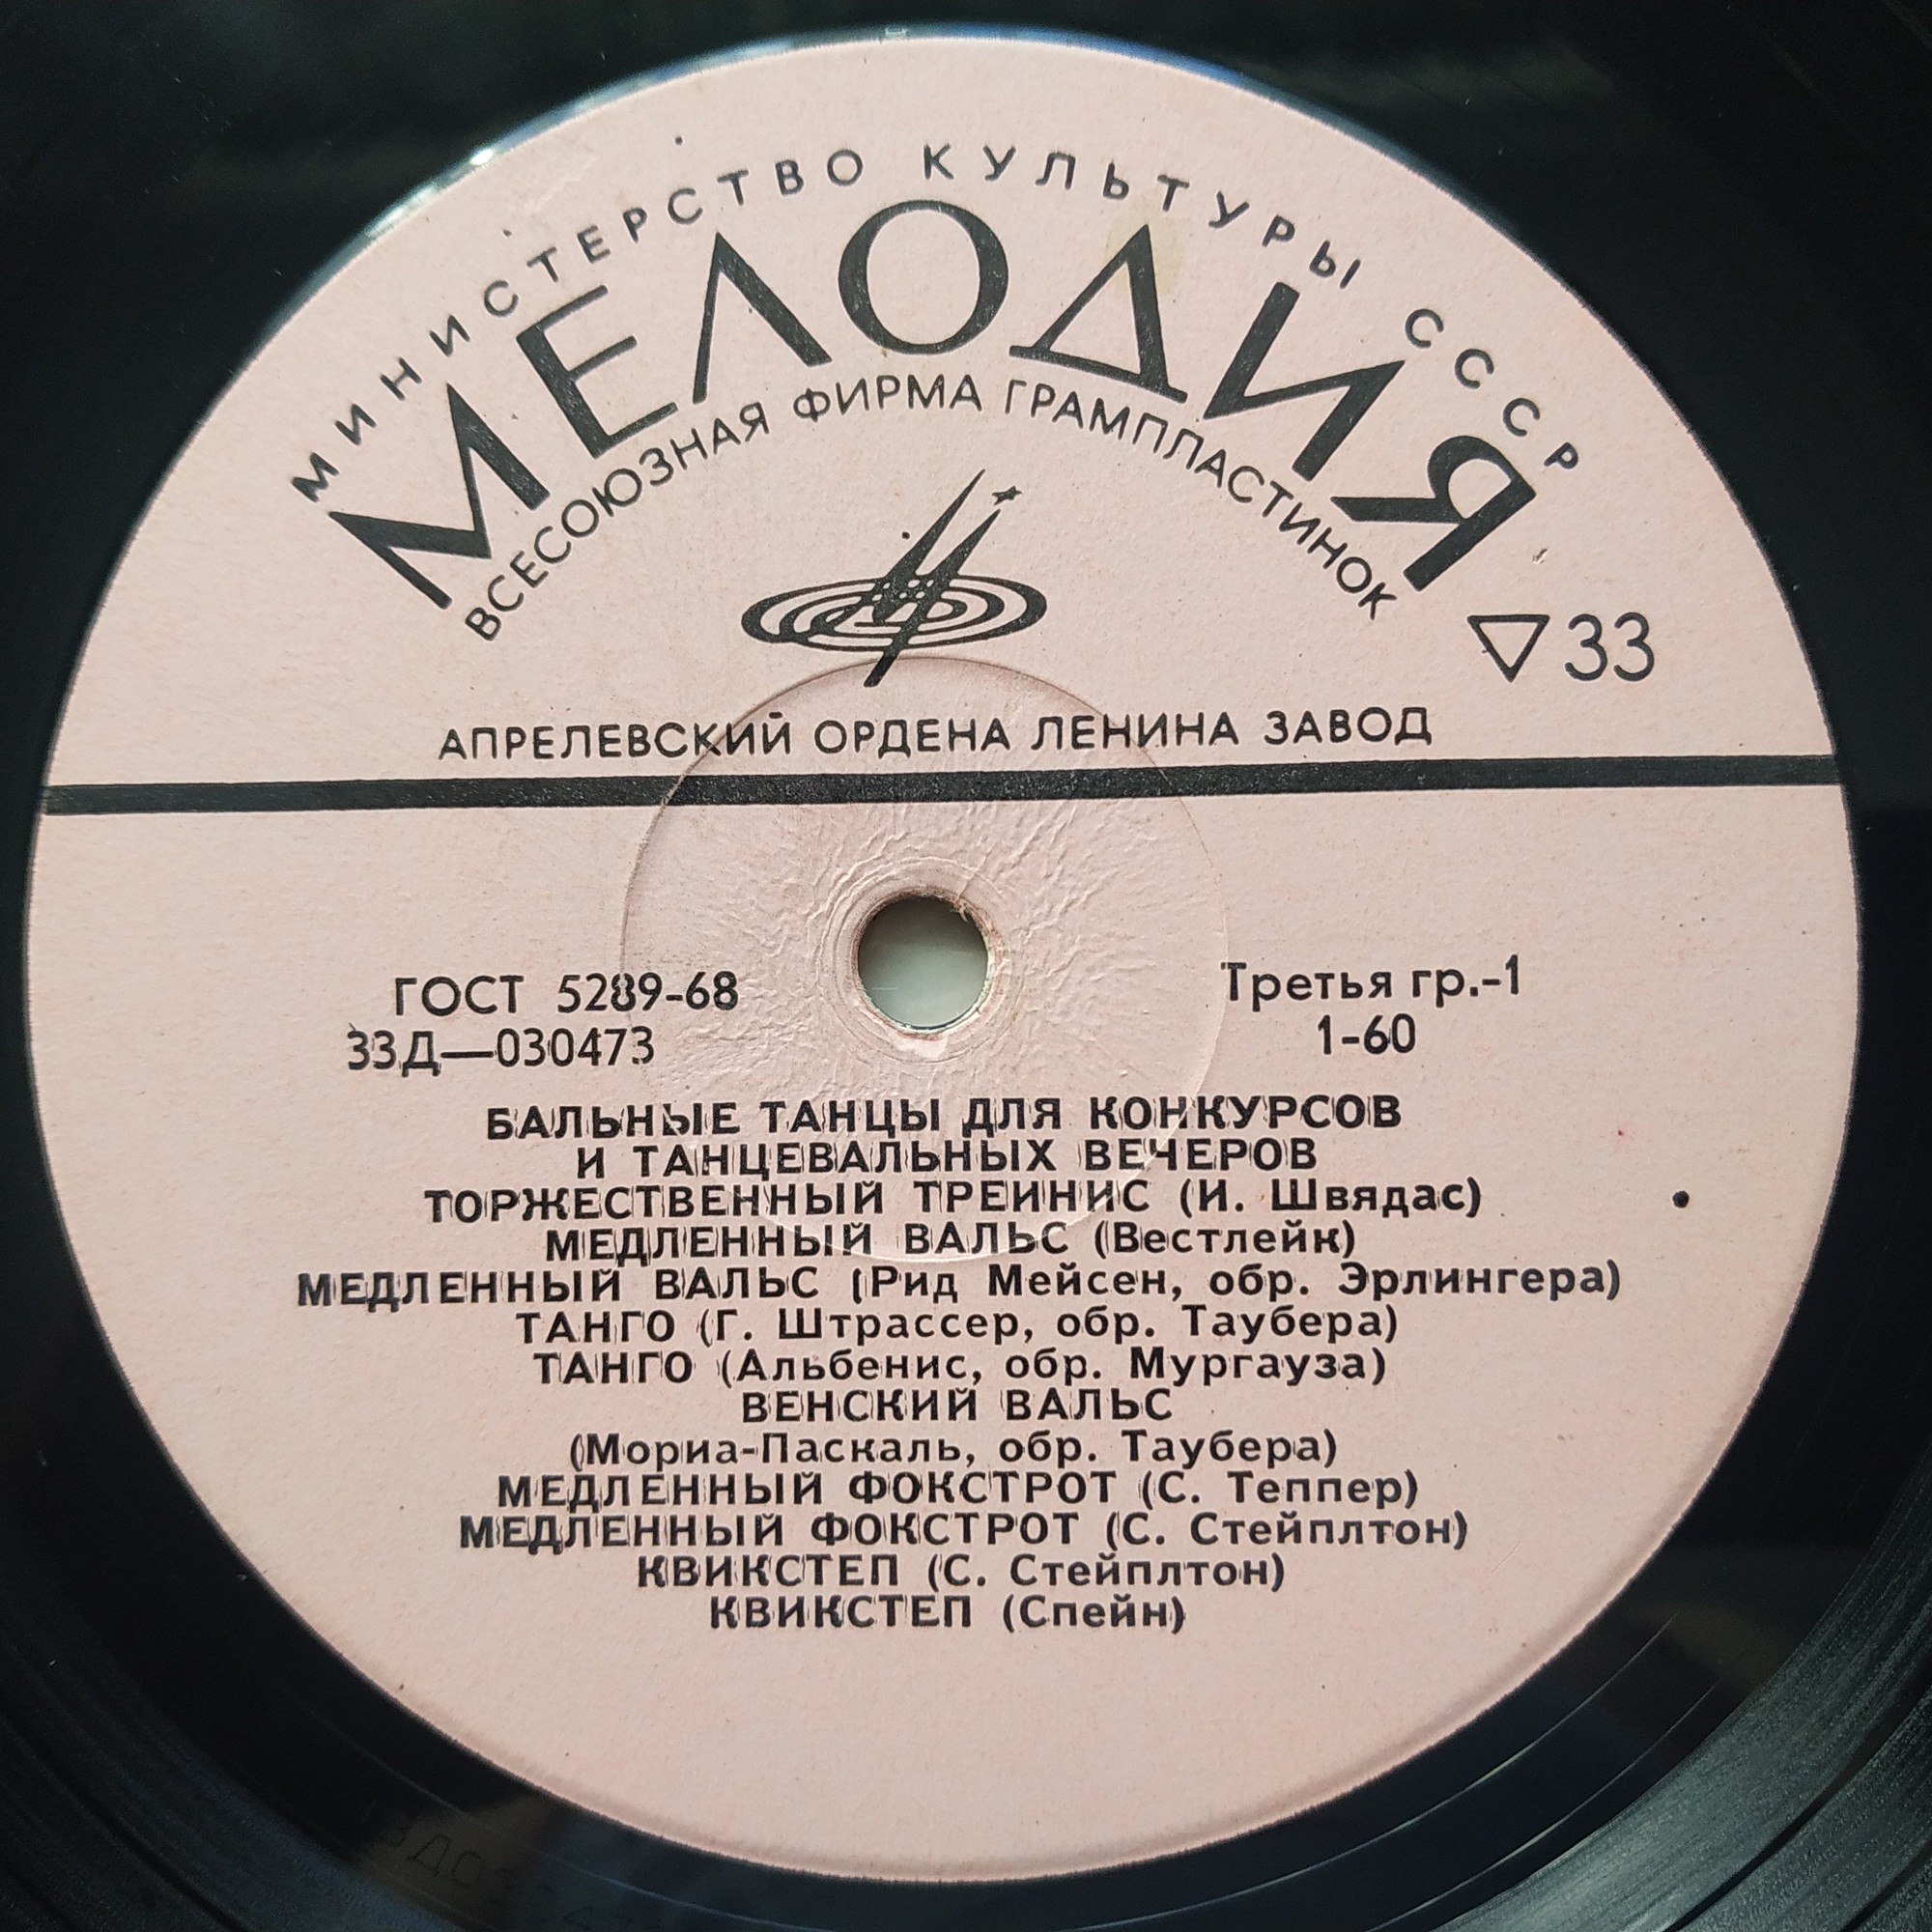 МИНИСТЕРСТВО КУЛЬТУРЫ СССР
МЕЛОДИЯ
ВСЕСОЮЗНАЯ ФИРМА ГРАМПЛАСТИНОК
33
АПРЕЛЕВСКИЙ ОРДЕНА ЛЕНИНА ЗАВОД
ГОСТ 5289-68
Третья гр.-1
33Д—030473
1-60
БАЛЬНЫЕ ТАНЦЫ ДЛЯ КОНКУРСОВ
И ТАНЦЕВАЛЬНЫХ ВЕЧЕРОВ
ТОРЖЕСТВЕННЫЙ ТРЕИНИС (И. Швядас)
МЕДЛЕННЫЙ ВАЛЬС (Вестлейк)
МЕДЛЕННЫЙ ВАЛЬС (Рид Мейсен, обр. Эрлингера)
ТАНГО (Г. Штрассер, обр. Таубера)
ТАНГО (Альбенис, обр. Мургауза)
ВЕНСКИЙ ВАЛЬС
(Мориа-Паскаль, обр. Таубера)
МЕДЛЕННЫЙ ФОКСТРОТ (С. Теппер)
МЕДЛЕННЫЙ ФОКСТРОТ (С. Стейплтон)
КВИКСТЕП (С. Стейплтон)
КВИКСТЕП (Спейн)